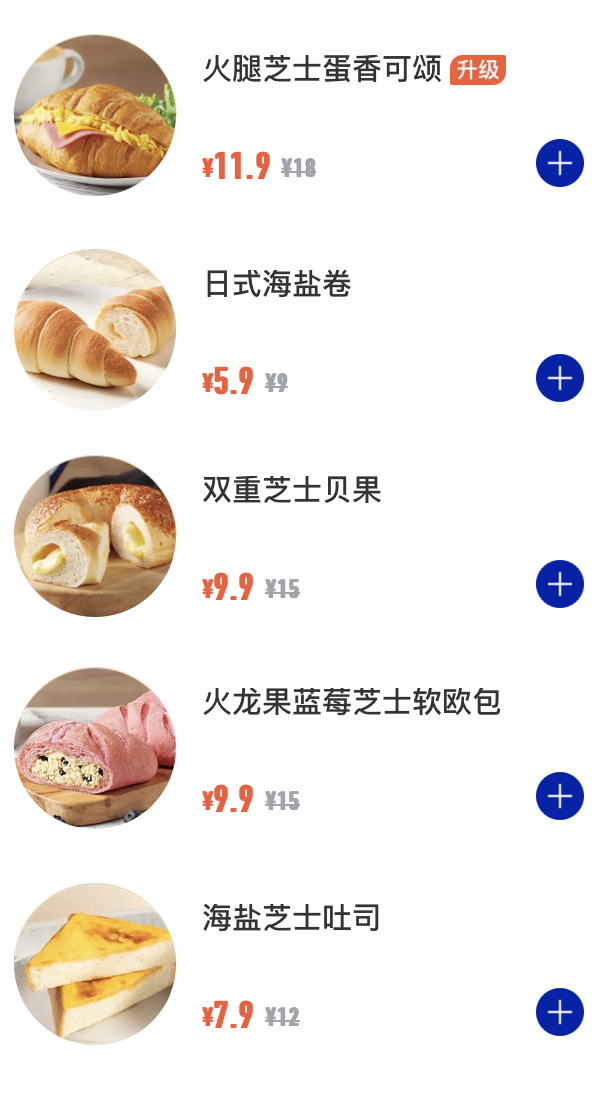 火腿芝士蛋香可颂 升级
¥11.9 ¥18
日式海盐卷
¥5.9 ¥9
双重芝士贝果
¥9.9 ¥15
火龙果蓝莓芝士软欧包
¥9.9 ¥15
海盐芝士吐司
¥7.9 ¥12